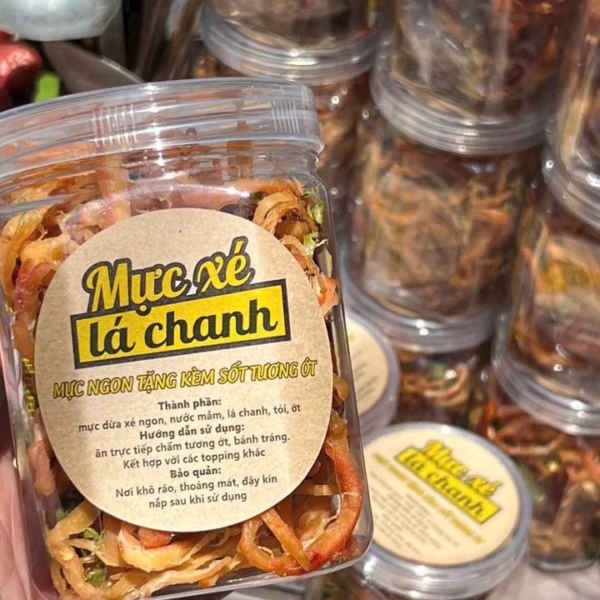 Mực xé
lá chanh
MỰC NGON TẶNG KÈM SỐT TƯƠNG ỚT
Thành phần:
mực dừa xé ngon, nước mắm, lá chanh, tỏi, ớt
Hướng dẫn sử dụng:
ăn trực tiếp chấm tương ớt, bánh tráng.
Kết hợp với các topping khác
Bảo quản:
Nơi khô ráo, thoáng mát, đậy kín
nắp sau khi sử dụng
Mực xé
lá chanh